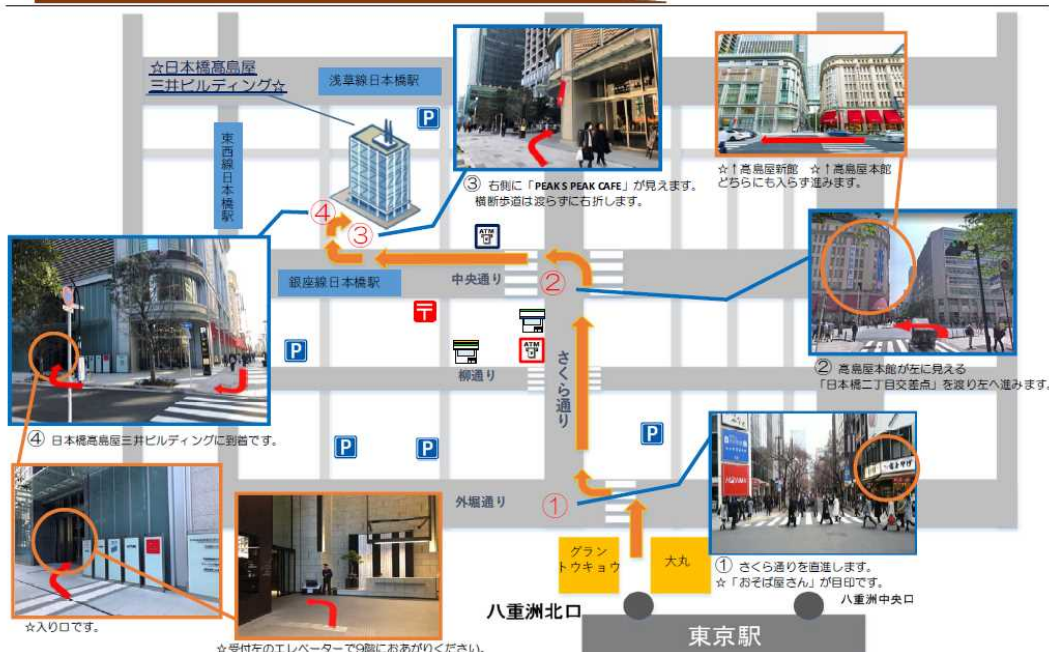 ☆日本橋髙島屋
三井ビルディング☆
浅草線日本橋駅
東西線日本橋駅
P
③ 右側に「PEAKS PEAK CAFE」が見えます。
横断歩道は渡らずに右折します。
☆↑高島屋新館 ☆↑高島屋本館
どちらにも入らず進みます。
④
③
ATM
中央通り
②
銀座線日本橋駅
〒
P
ATM
柳通り
さくら通り
② 高島屋本館が左に見える
「日本橋二丁目交差点」を渡り左へ進みます。
④ 日本橋髙島屋三井ビルディングに到着です。
P
P
P
外堀通り
①
① さくら通りを直進します。
☆「おそば屋さん」が目印です。
グラン
トウキョウ
大丸
八重洲北口
八重洲中央口
東京駅
☆入り口です。
☆受付左のエレベーターで9階におあがりください。